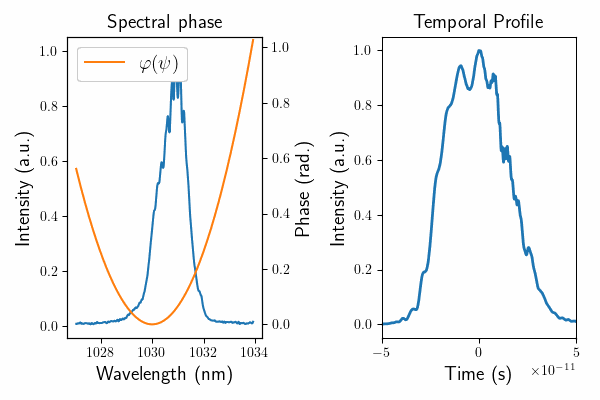 Spectral phase
φ(ψ)
Intensity (a.u.)
1.0
0.8
0.6
0.4
0.2
0.0
1028 1030 1032 1034
Wavelength (nm)
1.0
0.8
0.6
0.4
0.2
0.0
Phase (rad.)
Temporal Profile
Intensity (a.u.)
1.0
0.8
0.6
0.4
0.2
0.0
−5 0 5
×10⁻¹¹
Time (s)